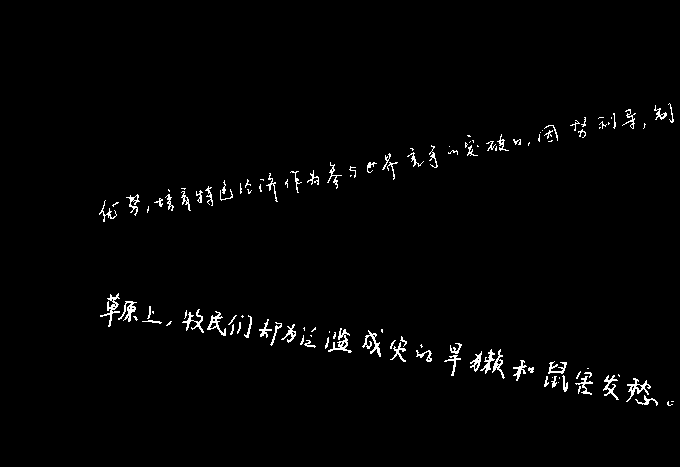 优势,培育特色经济作为参与世界竞争的突破口,因势利导,制
草原上,牧民们却为泛滥成灾的旱獭和鼠害发愁。